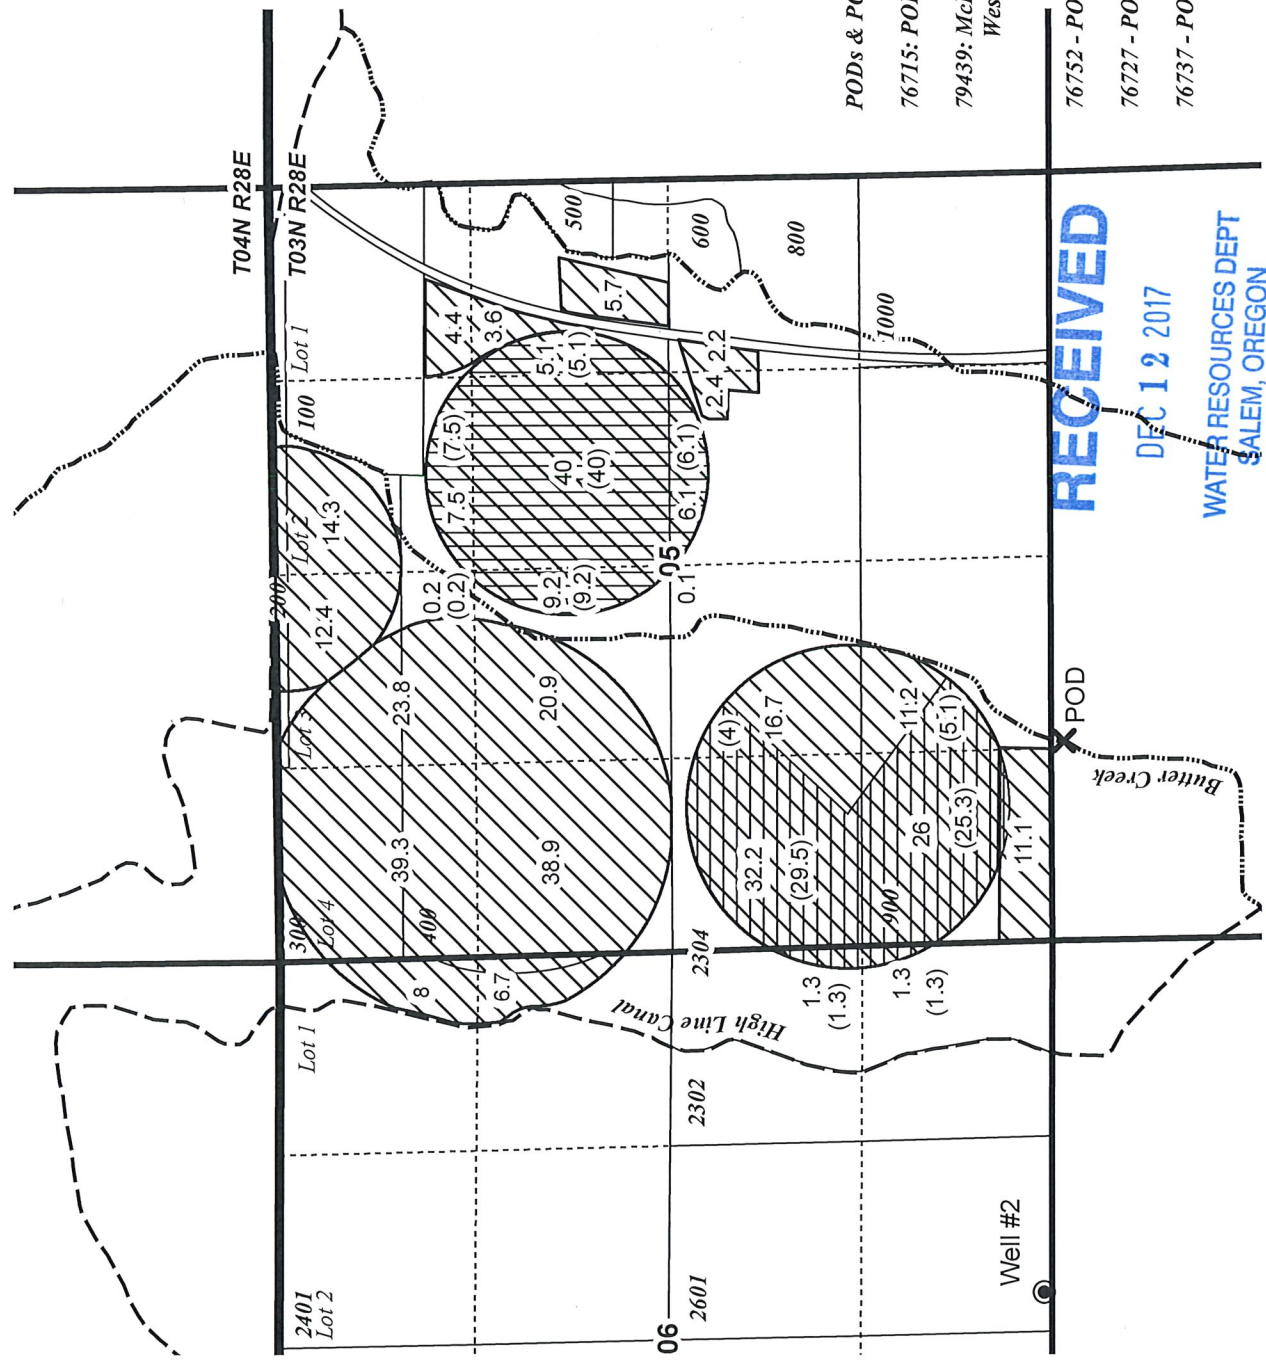 T04N R28E
T03N R28E
2401
Lot 2
Lot 1
300
Lot 4
Lot 3
200
Lot 2
100
Lot 1
12.4
14.3
8
39.3
23.8
400
0.2
(0.2)
7.5
(7.5)
4.4
3.6
6.7
38.9
20.9
9.2
(9.2)
40
(40)
5.1
(5.1)
5.7
500
High Line Canal
06
2601
2302
2304
05
0.1
6.1
(6.1)
2.4
2.2
600
32.2
(29.5)
(4)
16.7
800
1.3
(1.3)
1.3
(1.3)
900
26
(25.3)
11.2
(5.1)
1000
11.1
Well #2
POD
Butter Creek
PODs & PO
76715: POD
79439: McI
Wes
76752 - PO
76727 - PO
76737 - PO
RECEIVED
DEC 12 2017
WATER RESOURCES DEPT
SALEM, OREGON